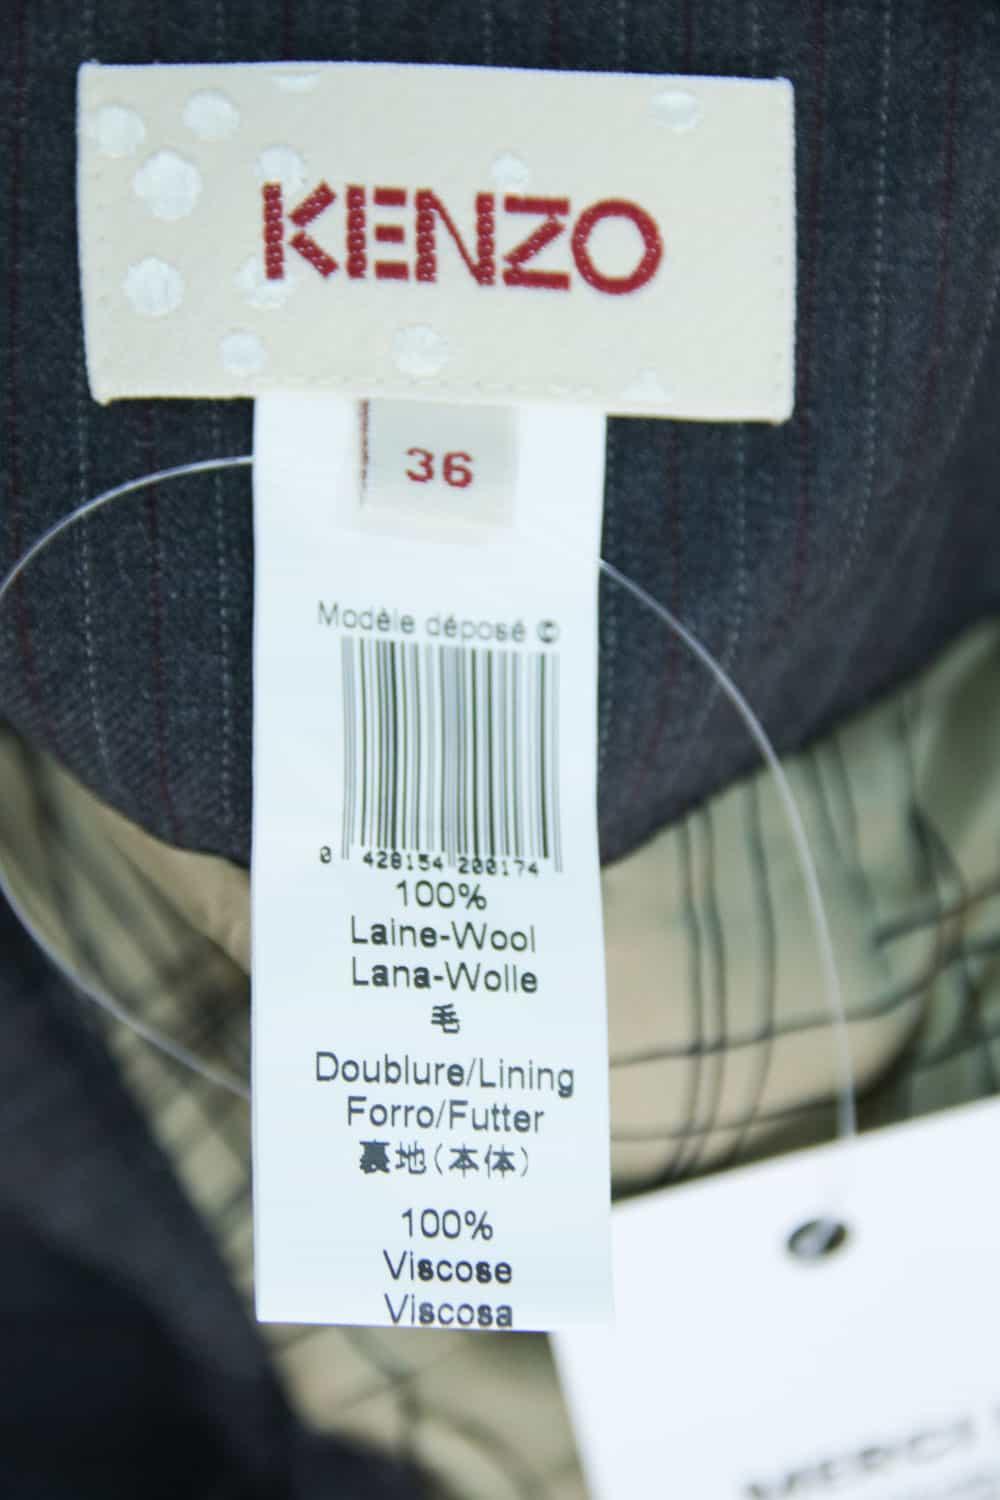 KENZO
36
Modèle déposé ©
0 428154 200174
100%
Laine-Wool
Lana-Wolle
毛
Doublure/Lining
Forro/Futter
裏地(本体)
100%
Viscose
Viscosa
MERCI